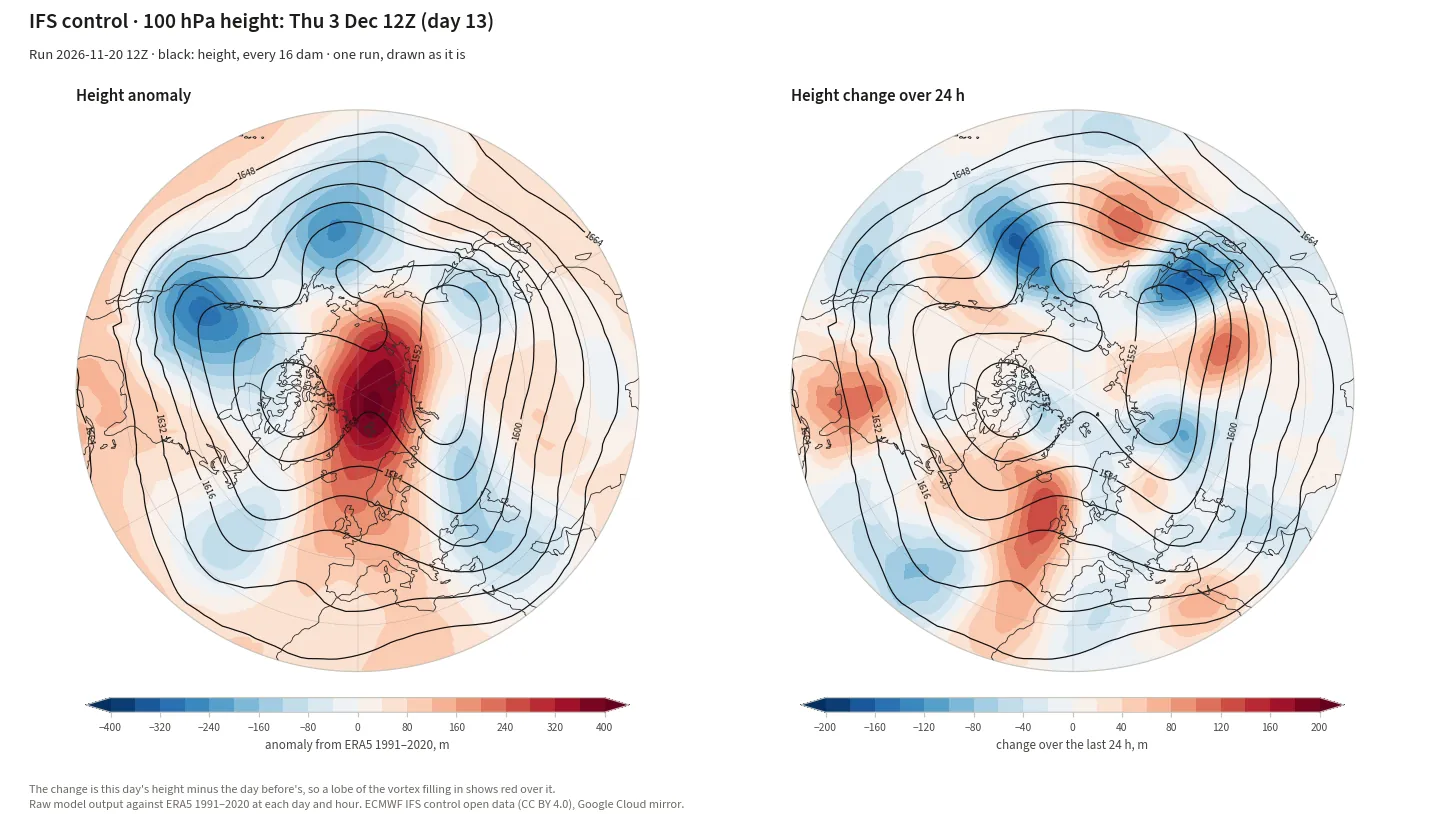 IFS control · 100 hPa height: Thu 3 Dec 12Z (day 13)
Run 2026-11-20 12Z · black: height, every 16 dam · one run, drawn as it is
Height anomaly
Height change over 24 h
1648
1664
1552
1632
1616
1600
1584
1648
1664
1552
1632
1616
1600
1584
−400 −320 −240 −160 −80 0 80 160 240 320 400
anomaly from ERA5 1991–2020, m
−200 −160 −120 −80 −40 0 40 80 120 160 200
change over the last 24 h, m
The change is this day's height minus the day before's, so a lobe of the vortex filling in shows red over it.
Raw model output against ERA5 1991–2020 at each day and hour. ECMWF IFS control open data (CC BY 4.0), Google Cloud mirror.